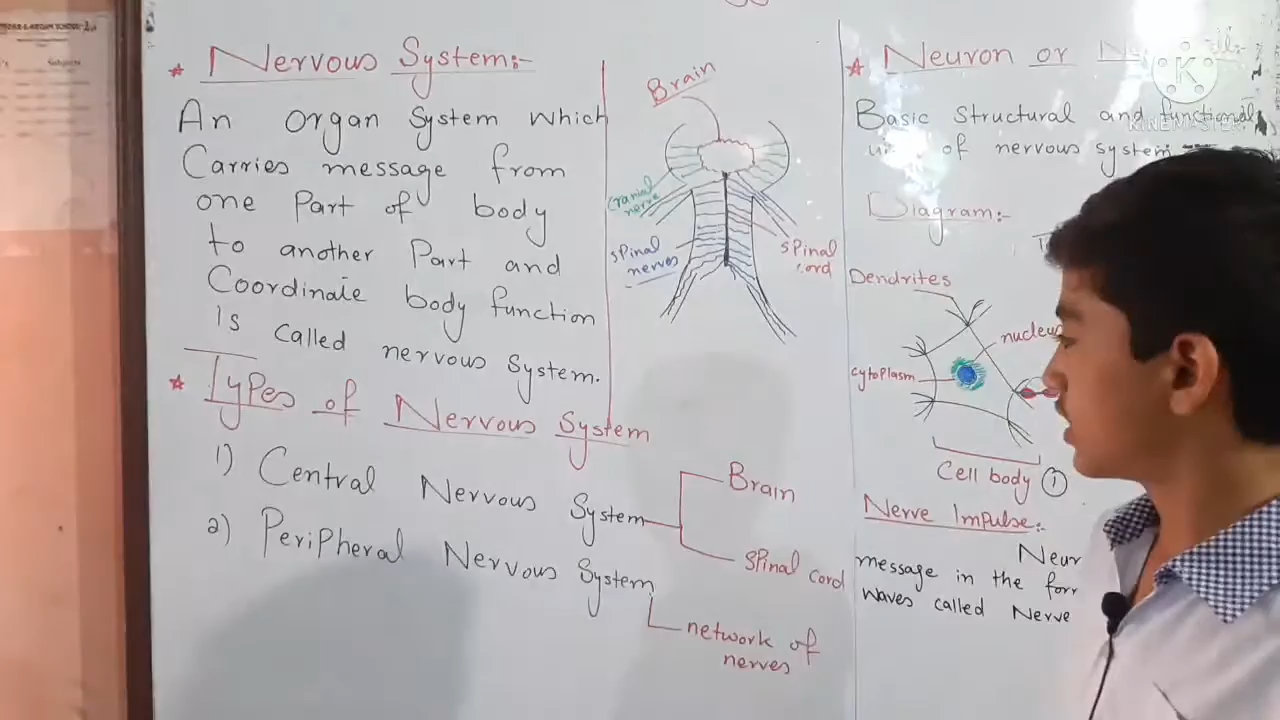 * Nervous System:-
An organ system which
Carries message from
one Part of body
to another Part and
Coordinate body function
Is called nervous system.
* Types of Nervous System
1) Central Nervous System
Brain
Spinal cord
2) Peripheral Nervous System
network of
nerves
Brain
cranial
nerve
spinal
nerves
spinal
cord
* Neuron or
Basic Structural and functional
of nervous system
Diagram:-
Dendrites
nucleus
cytoplasm
Cell body 1
Nerve Impulse:-
Neur
message in the for
waves called Nerve
K
KINEMASTER
Subjects